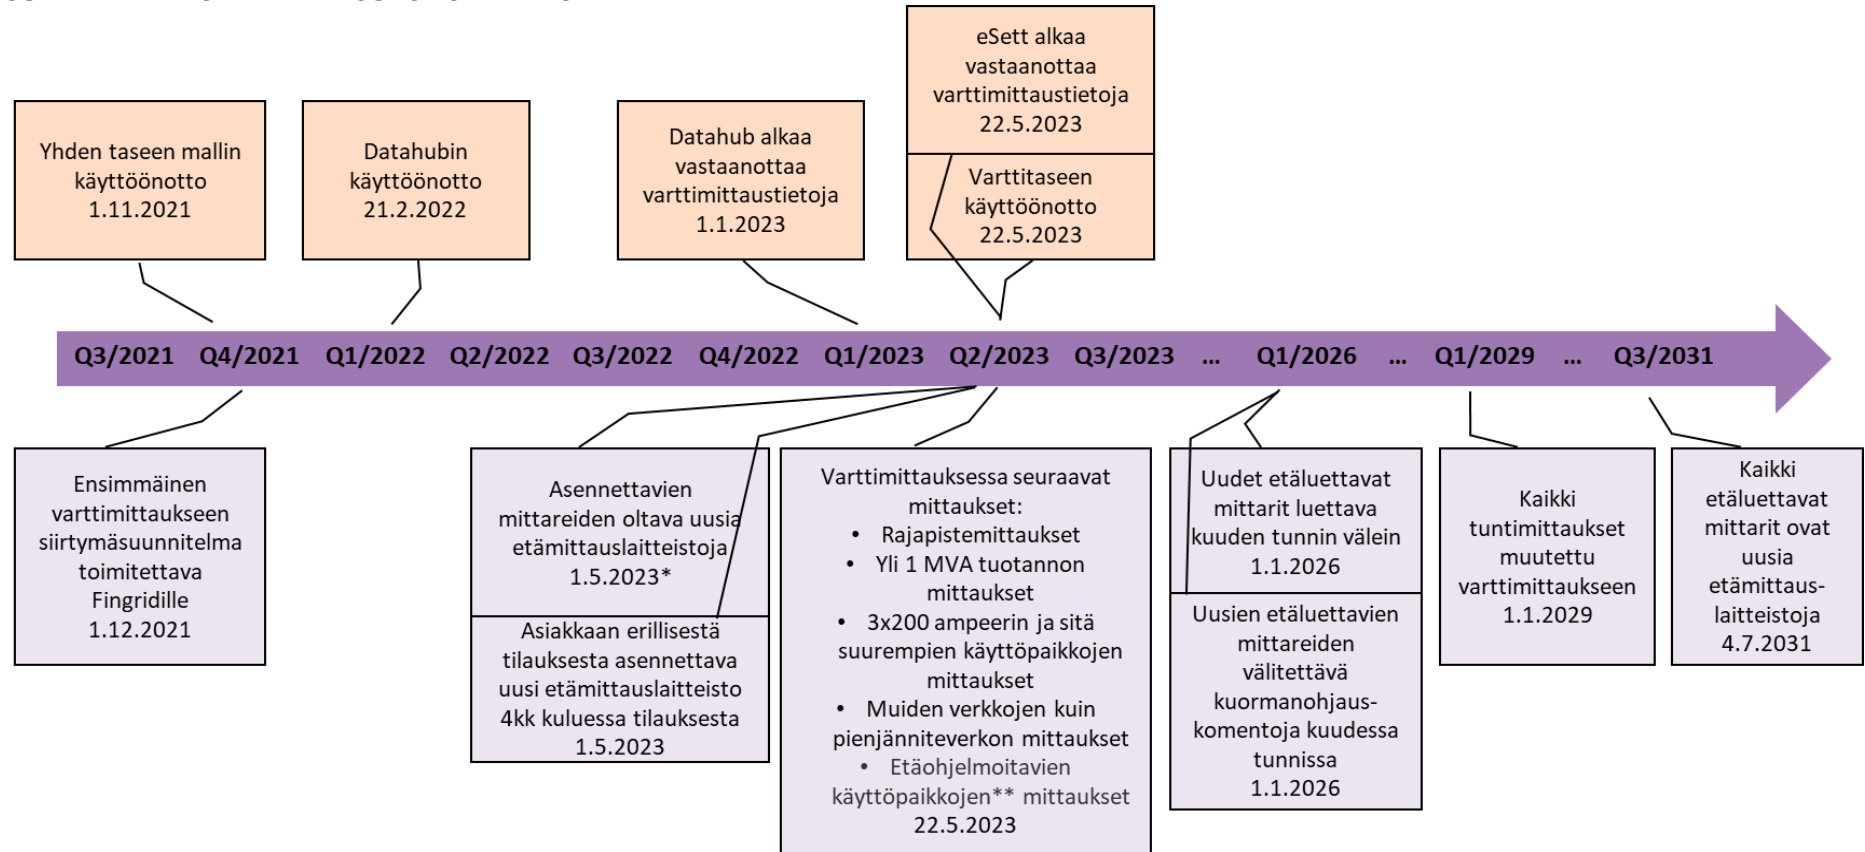 Yhden taseen mallin
käyttöönotto
1.11.2021
Datahubin
käyttöönotto
21.2.2022
Datahub alkaa
vastaanottaa
varttimittaustietoja
1.1.2023
eSett alkaa
vastaanottaa
varttimittaustietoja
22.5.2023
Varttitaseen
käyttöönotto
22.5.2023
Q3/2021 Q4/2021 Q1/2022 Q2/2022 Q3/2022 Q4/2022 Q1/2023 Q2/2023 Q3/2023 ... Q1/2026 ... Q1/2029 ... Q3/2031
Ensimmäinen
varttimittaukseen
siirtymäsuunnitelma
toimitettava
Fingridille
1.12.2021
Asennettavien
mittareiden oltava uusia
etämittauslaitteistoja
1.5.2023*
Asiakkaan erillisestä
tilauksesta asennettava
uusi etämittauslaitteisto
4kk kuluessa tilauksesta
1.5.2023
Varttimittauksessa seuraavat
mittaukset:
• Rajapistemittaukset
• Yli 1 MVA tuotannon
mittaukset
• 3x200 ampeerin ja sitä
suurempien käyttöpaikkojen
mittaukset
• Muiden verkkojen kuin
pienjänniteverkon mittaukset
• Etäohjelmoitavien
käyttöpaikkojen** mittaukset
22.5.2023
Uudet etäluettavat
mittarit luettava
kuuden tunnin välein
1.1.2026
Uusien etäluettavien
mittareiden
välitettävä
kuormanohjaus-
komentoja kuudessa
tunnissa
1.1.2026
Kaikki
tuntimittaukset
muutettu
varttimittaukseen
1.1.2029
Kaikki
etäluettavat
mittarit ovat
uusia
etämittaus-
laitteistoja
4.7.2031